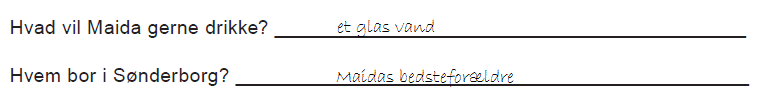 Hvad vil Maida gerne drikke? et glas vand
Hvem bor i Sønderborg? Maidas bedsteforældre